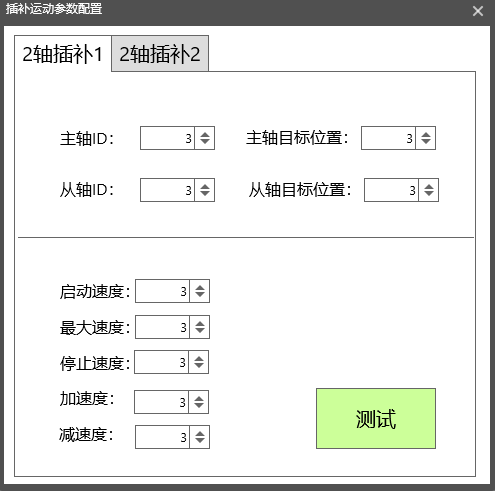 插补运动参数配置
2轴插补1 2轴插补2
主轴ID： 3 主轴目标位置： 3
从轴ID： 3 从轴目标位置： 3
启动速度： 3
最大速度： 3
停止速度： 3
加速度： 3
减速度： 3
测试